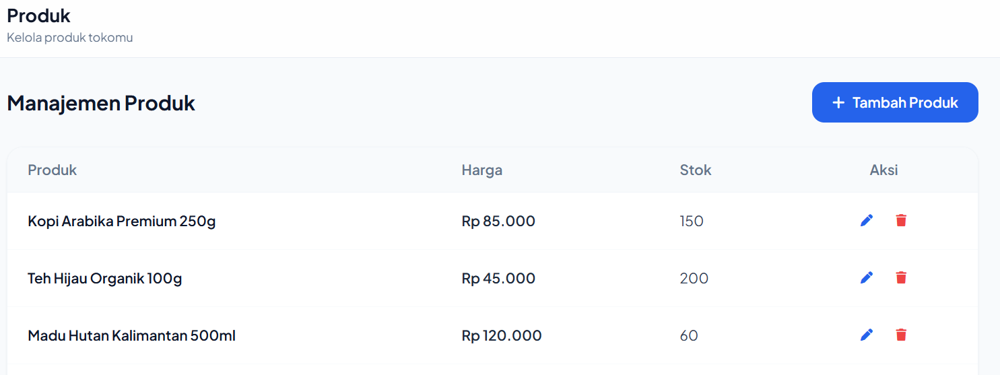 Produk
Kelola produk tokomu
Manajemen Produk
+ Tambah Produk
Produk Harga Stok Aksi
Kopi Arabika Premium 250g Rp 85.000 150
Teh Hijau Organik 100g Rp 45.000 200
Madu Hutan Kalimantan 500ml Rp 120.000 60